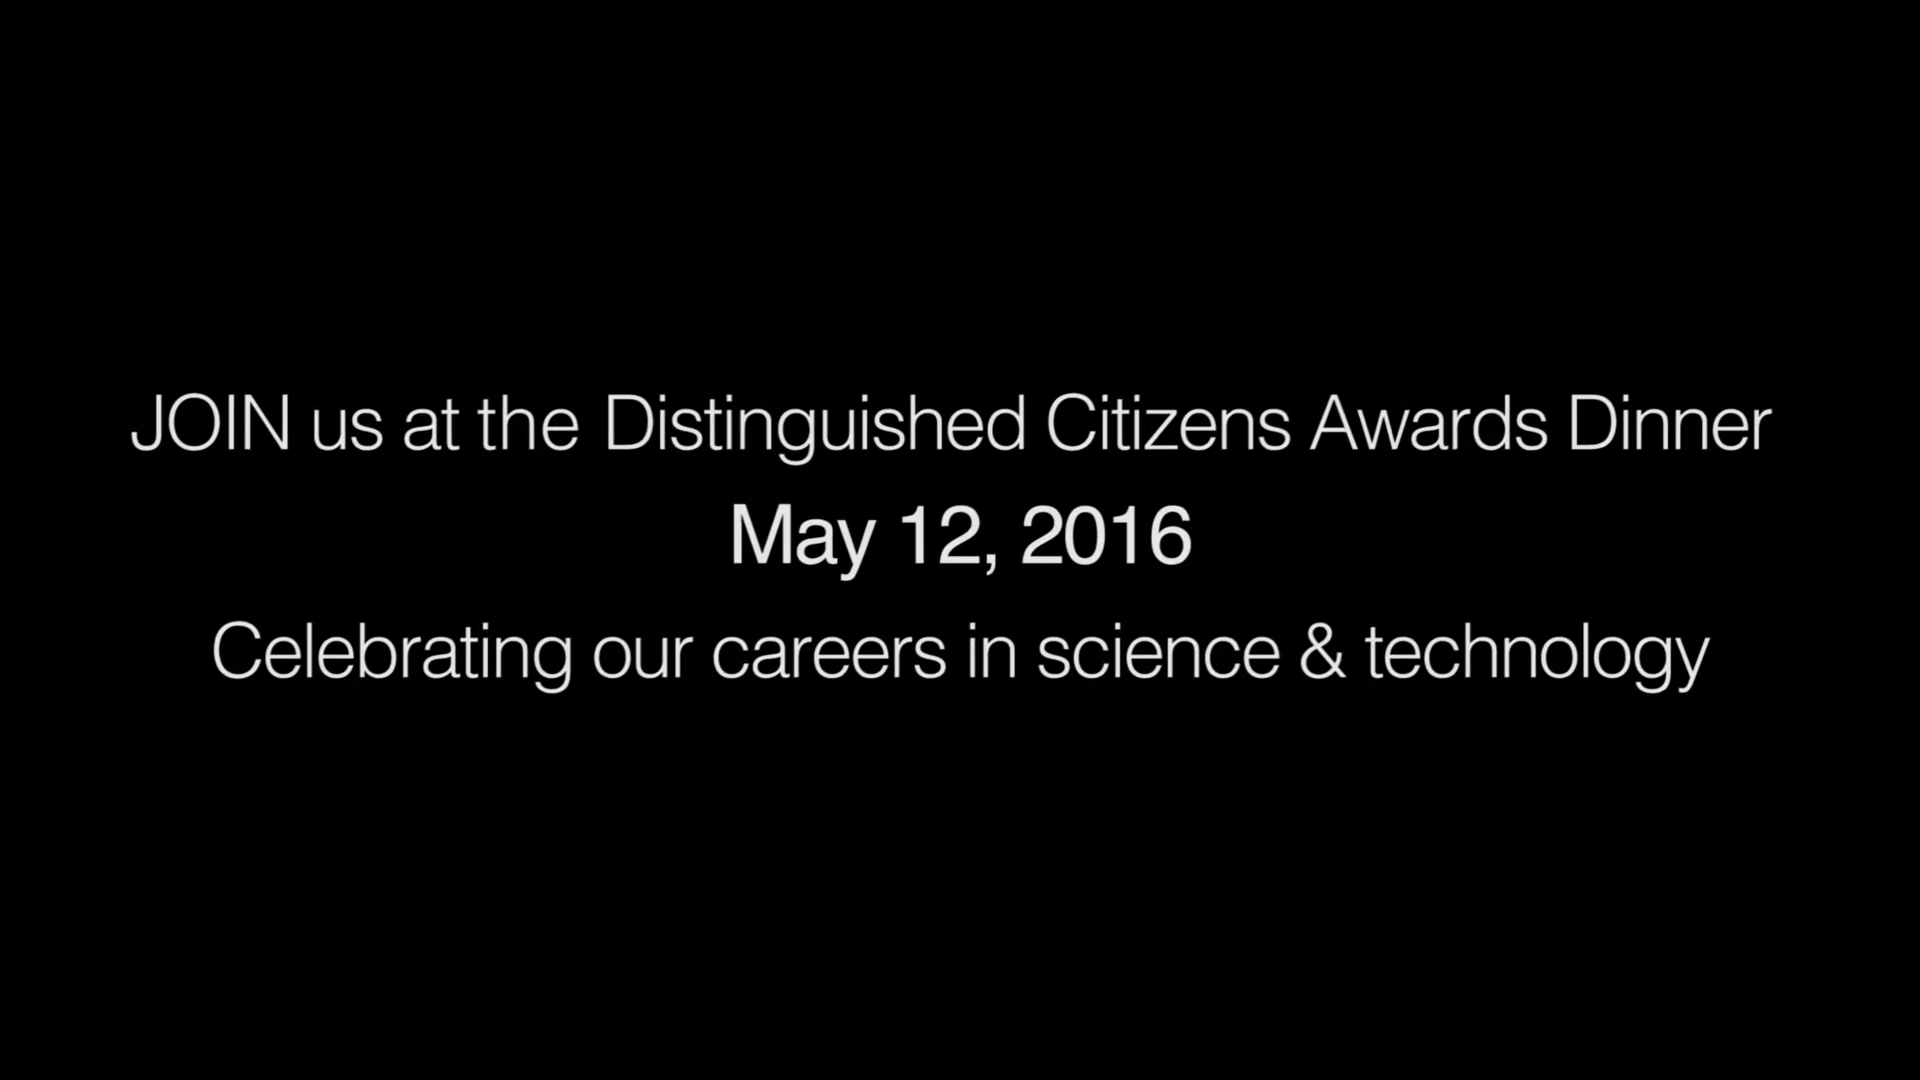 JOIN us at the Distinguished Citizens Awards Dinner
May 12, 2016
Celebrating our careers in science & technology